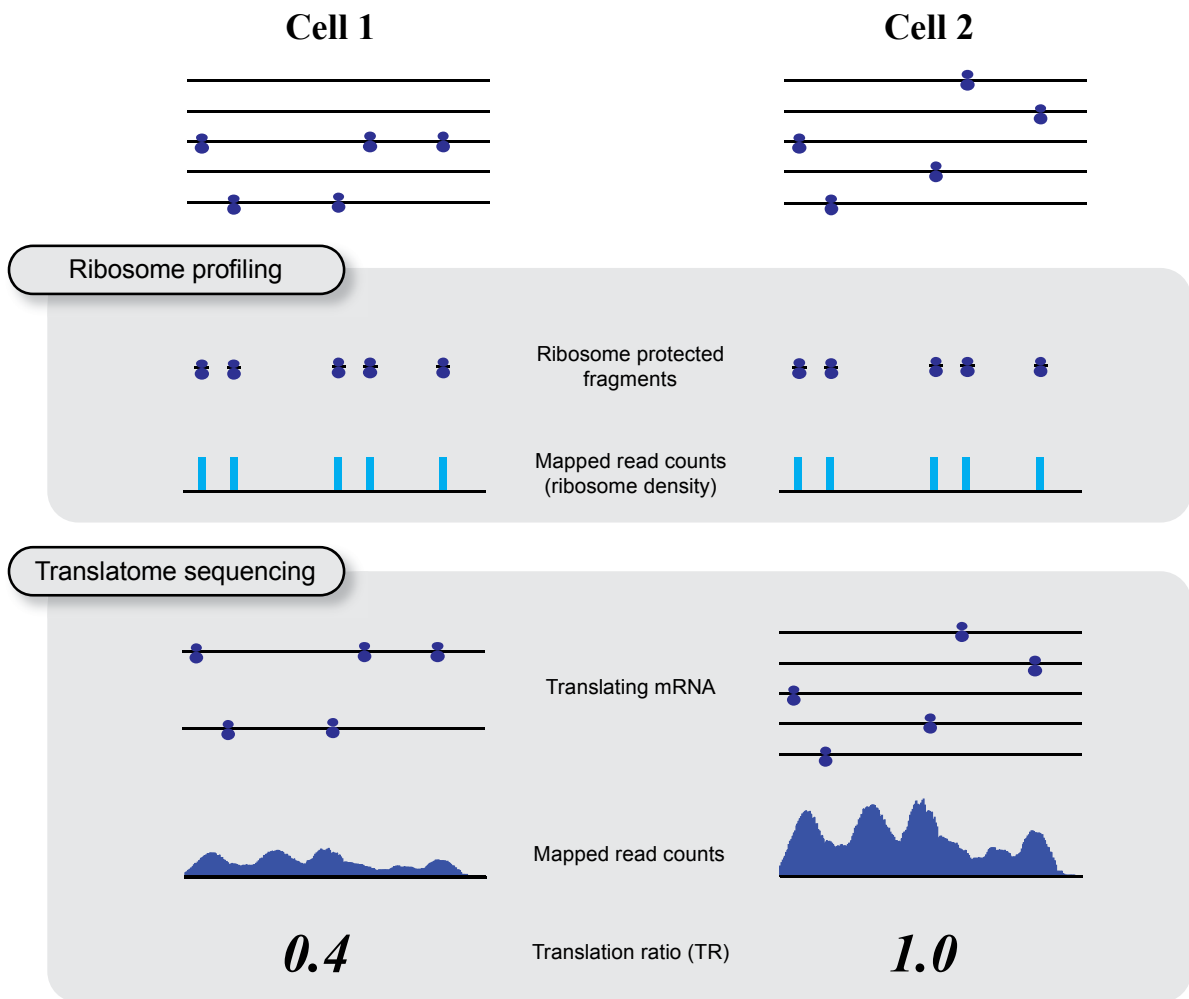 Cell 1
Cell 2
Ribosome profiling
Ribosome protected
fragments
Mapped read counts
(ribosome density)
Translatome sequencing
Translating mRNA
Mapped read counts
0.4
Translation ratio (TR)
1.0